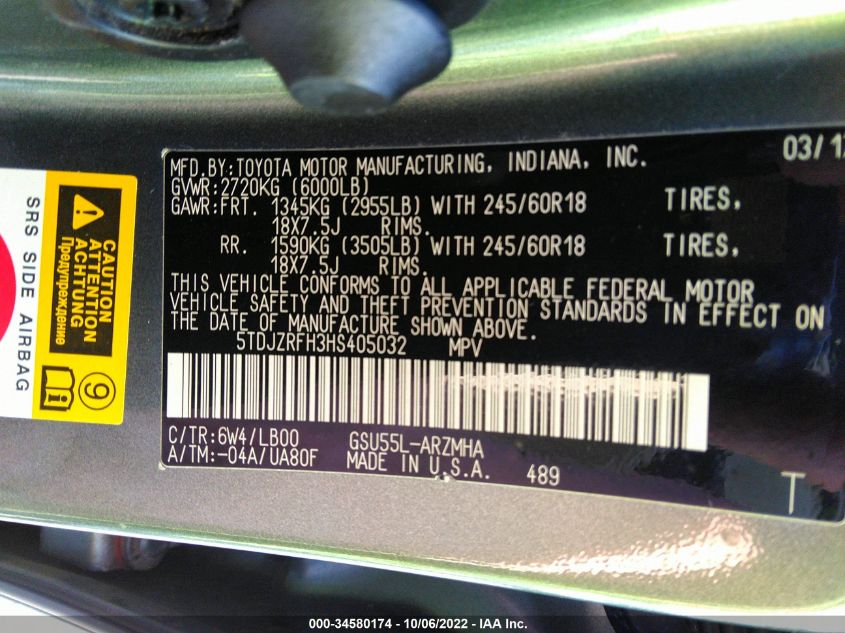 MFD.BY:TOYOTA MOTOR MANUFACTURING, INDIANA, INC. 03/1
GVWR:2720KG (6000LB)
GAWR:FRT. 1345KG (2955LB) WITH 245/60R18 TIRES,
18X7.5J RIMS.
RR. 1590KG (3505LB) WITH 245/60R18 TIRES,
18X7.5J RIMS.
THIS VEHICLE CONFORMS TO ALL APPLICABLE FEDERAL MOTOR
VEHICLE SAFETY AND THEFT PREVENTION STANDARDS IN EFFECT ON
THE DATE OF MANUFACTURE SHOWN ABOVE.
5TDJZRFH3HS405032 MPV
C/TR:6W4/LB00 GSU55L-ARZMHA
A/TM:-04A/UA80F MADE IN U.S.A. 489
T
SRS SIDE AIRBAG
CAUTION
ATTENTION
ACHTUNG
Предупреждение
9
000-34580174 - 10/06/2022 - IAA Inc.